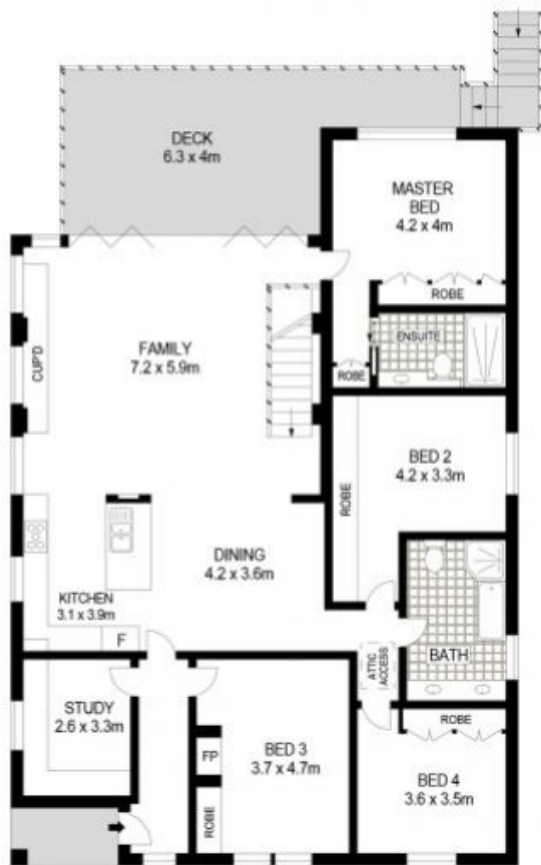 DECK
6.3 x 4m
MASTER
BED
4.2 x 4m
ROBE
ENSUITE
ROBE
CUP'D
FAMILY
7.2 x 5.9m
BED 2
4.2 x 3.3m
ROBE
DINING
4.2 x 3.6m
KITCHEN
3.1 x 3.9m
F
BATH
ATTIC
ACCESS
STUDY
2.6 x 3.3m
FP
BED 3
3.7 x 4.7m
ROBE
ROBE
BED 4
3.6 x 3.5m